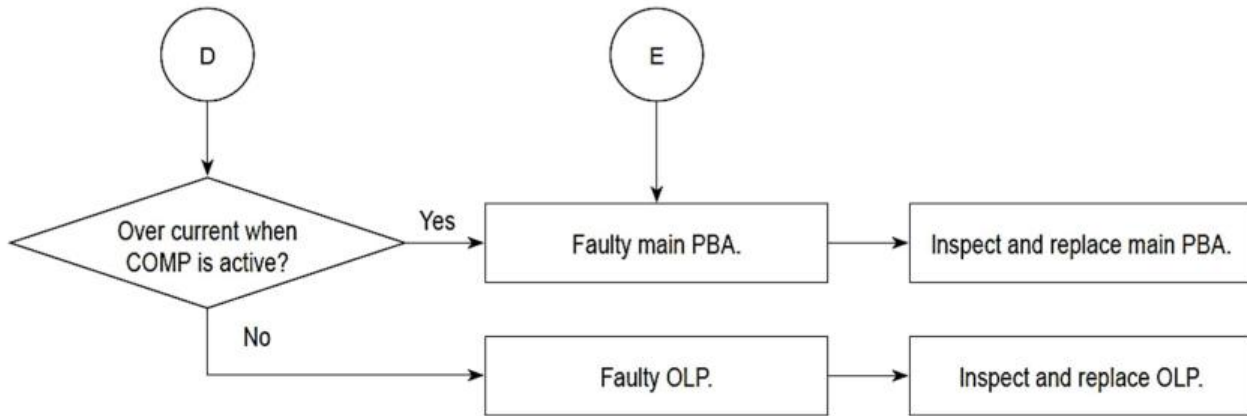 D
E
Over current when
COMP is active?
Yes
Faulty main PBA.
Inspect and replace main PBA.
No
Faulty OLP.
Inspect and replace OLP.